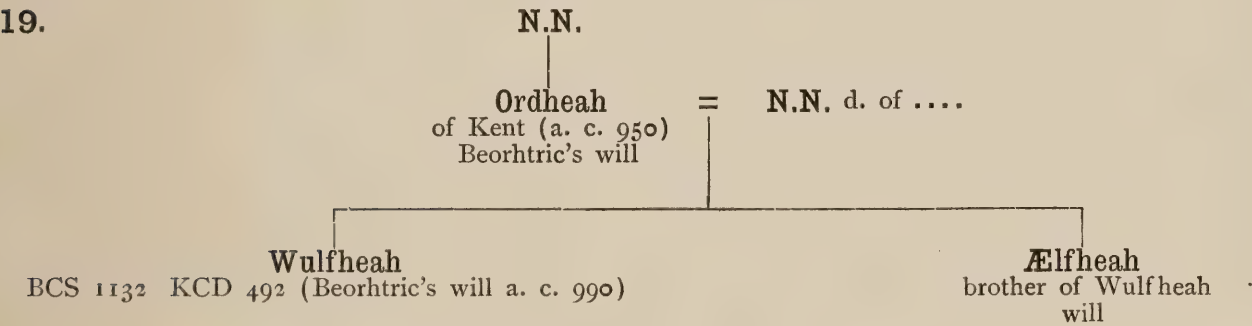 19.
N.N.
Ordheah = N.N. d. of ....
of Kent (a. c. 950)
Beorhtric's will
Wulfheah
BCS 1132 KCD 492 (Beorhtric's will a. c. 990)
Ælfheah
brother of Wulfheah
will